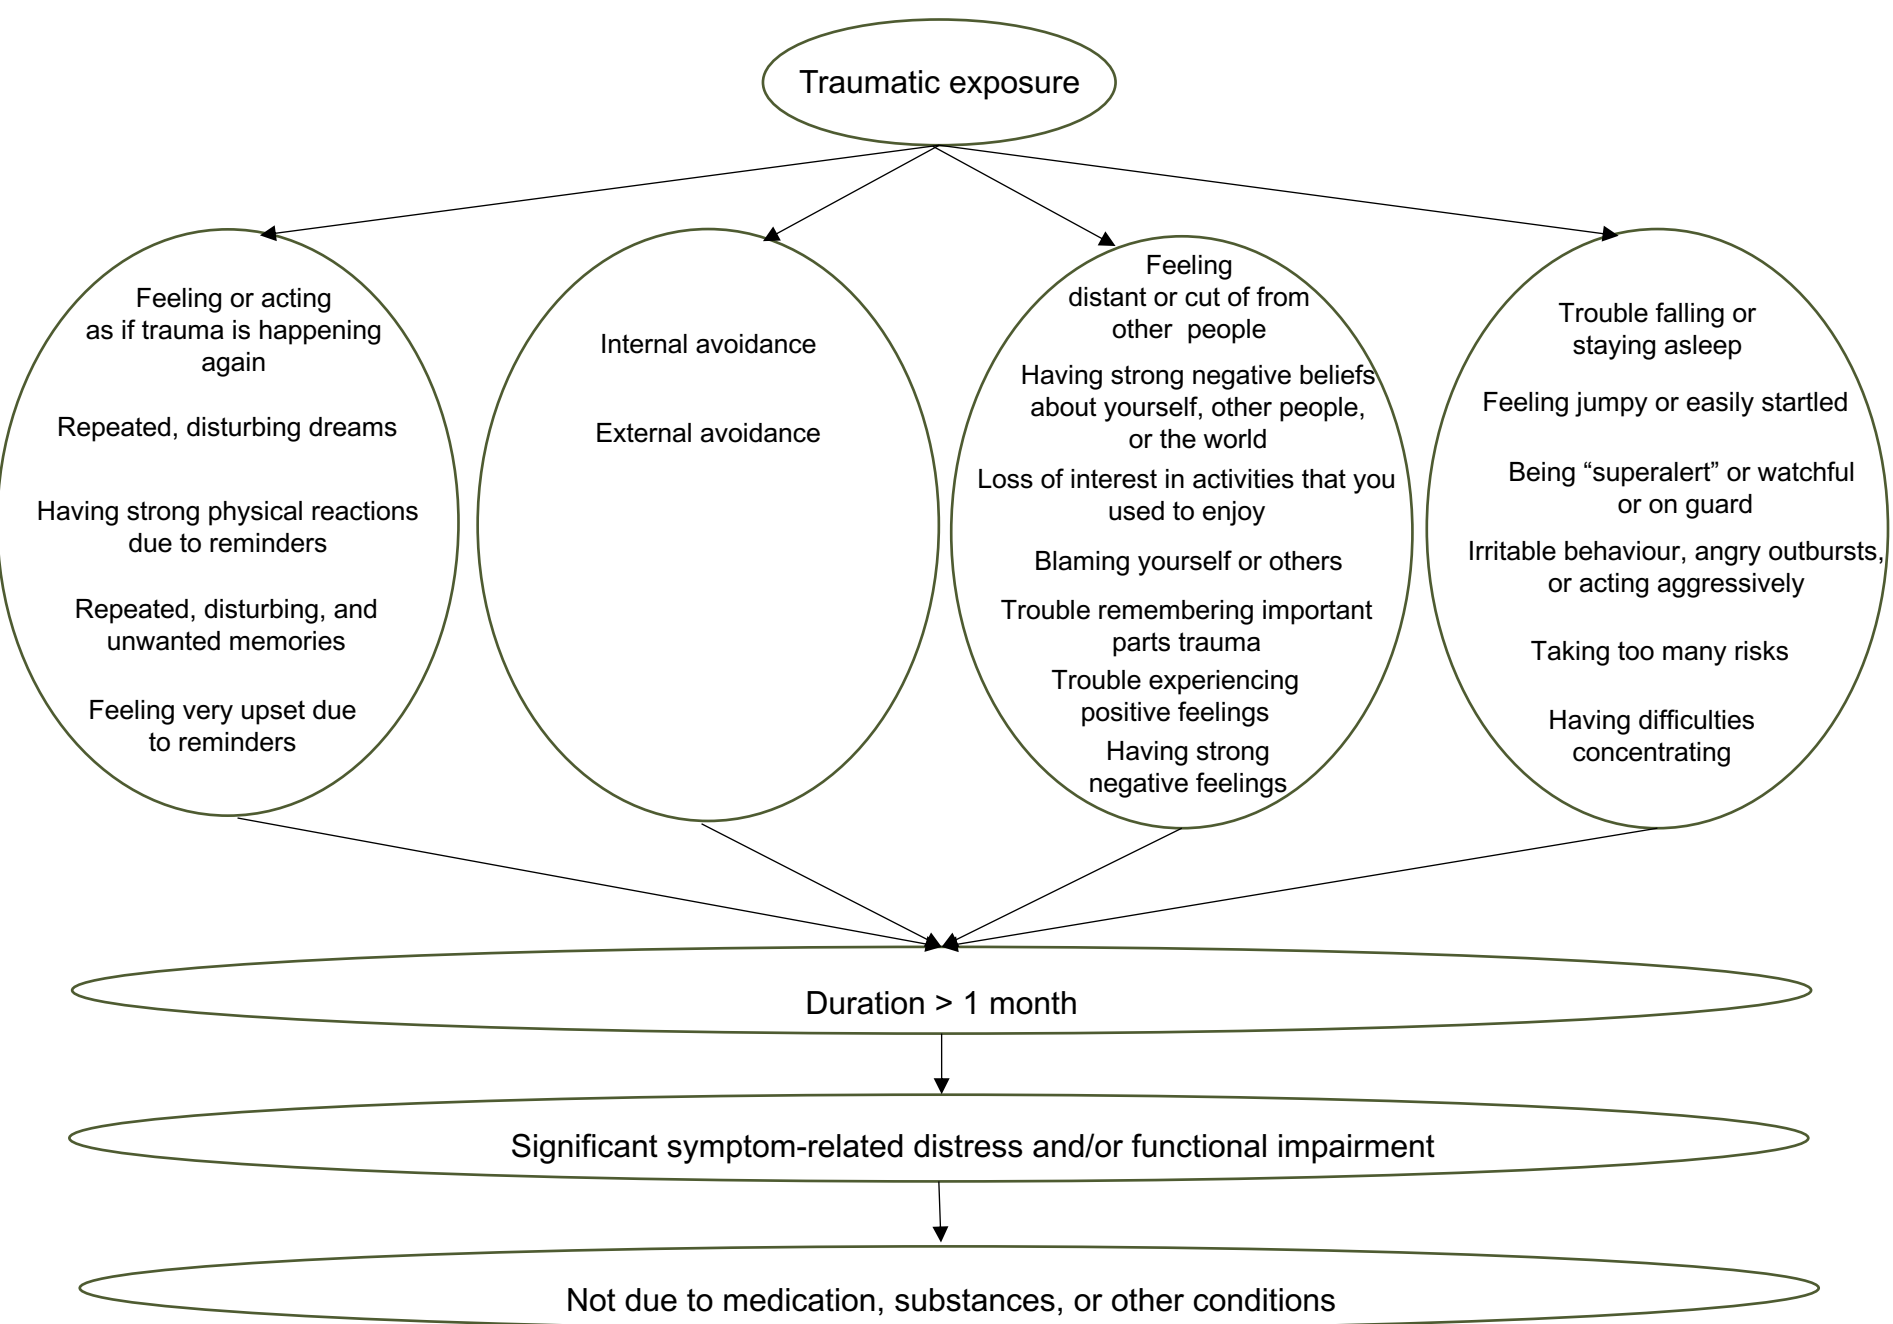 Traumatic exposure
Feeling or acting
as if trauma is happening
again
Repeated, disturbing dreams
Having strong physical reactions
due to reminders
Repeated, disturbing, and
unwanted memories
Feeling very upset due
to reminders
Internal avoidance
External avoidance
Feeling
distant or cut of from
other people
Having strong negative beliefs
about yourself, other people,
or the world
Loss of interest in activities that you
used to enjoy
Blaming yourself or others
Trouble remembering important
parts trauma
Trouble experiencing
positive feelings
Having strong
negative feelings
Trouble falling or
staying asleep
Feeling jumpy or easily startled
Being “superalert” or watchful
or on guard
Irritable behaviour, angry outbursts,
or acting aggressively
Taking too many risks
Having difficulties
concentrating
Duration > 1 month
Significant symptom-related distress and/or functional impairment
Not due to medication, substances, or other conditions